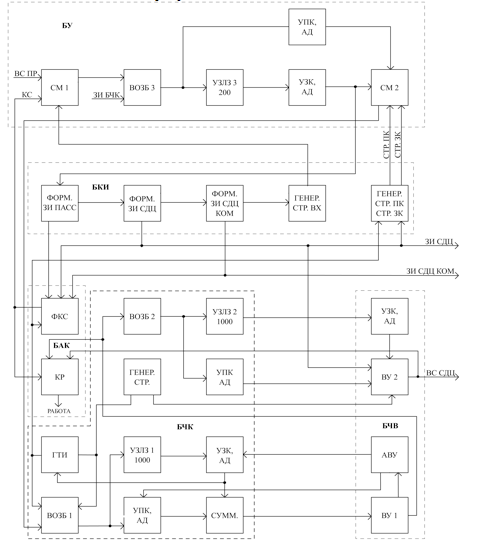 БУ
УПК,
АД
ВС ПР
КС
СМ 1
ВОЗБ 3
ЗИ БЧК
УЗЛЗ 3
200
УЗК,
АД
СМ 2
СТР. ПК
СТР. ЗК
БКИ
ФОРМ.
ЗИ ПАСС
ФОРМ.
ЗИ СДЦ
ФОРМ.
ЗИ СДЦ
КОМ
ГЕНЕР.
СТР. ВХ
ГЕНЕР.
СТР. ПК
СТР. ЗК
ЗИ СДЦ
ЗИ СДЦ КОМ
ФКС
ВОЗБ 2
УЗЛЗ 2
1000
УЗК,
АД
БАК
КР
ГЕНЕР.
СТР.
УПК
АД
ВУ 2
ВС СДЦ
РАБОТА
БЧК
БЧВ
ГТИ
УЗЛЗ 1
1000
УЗК,
АД
АВУ
ВОЗБ 1
УПК,
АД
СУММ.
ВУ 1